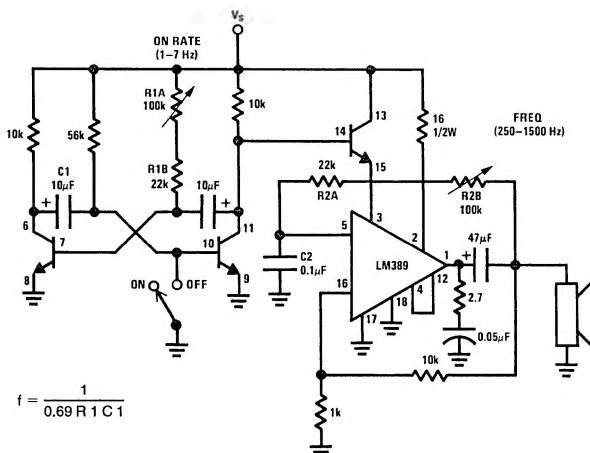 VS
ON RATE
(1–7 Hz)
R1A
100k
10k
13
16
1/2W
FREQ
(250–1500 Hz)
10k
56k
14
R1B
22k
22k
15
R2A
R2B
100k
C1
10μF
10μF
+
+
6
7
10
11
3
2
5
1
47μF
+
LM389
C2
0.1μF
16
4
12
18
17
2.7
0.05μF
8
9
ON
OFF
10k
1k
f = 1 / 0.69 R 1 C 1